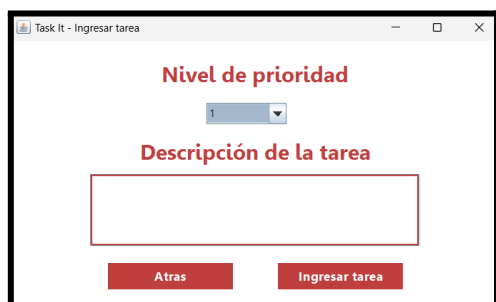 Task It - Ingresar tarea
Nivel de prioridad
1
Descripción de la tarea
Atras Ingresar tarea